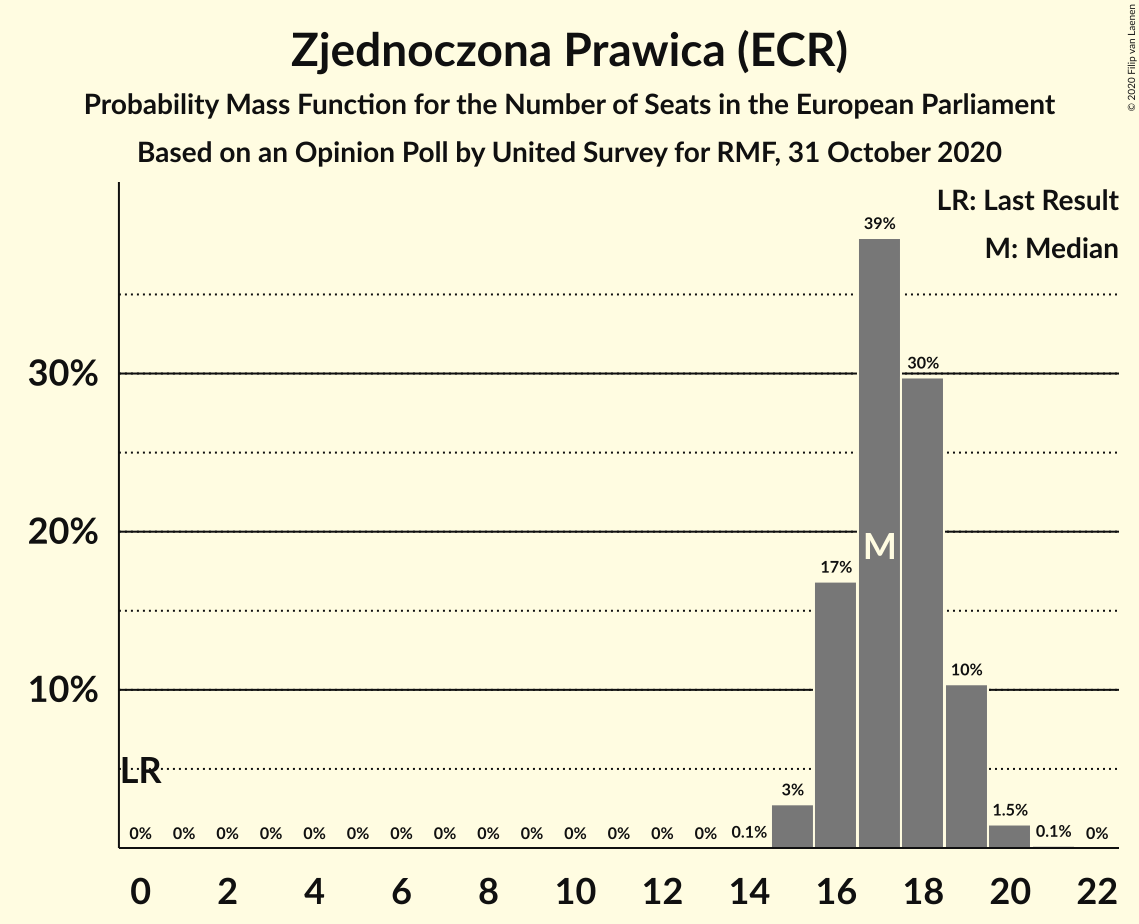 Zjednoczona Prawica (ECR)
Probability Mass Function for the Number of Seats in the European Parliament
Based on an Opinion Poll by United Survey for RMF, 31 October 2020
© 2020 Filip van Laenen
LR: Last Result
M: Median
39%
30%
30%
20%
M
17%
10%
10%
LR
3%
1.5%
0% 0% 0% 0% 0% 0% 0% 0% 0% 0% 0% 0% 0% 0% 0.1% 0.1% 0%
0 2 4 6 8 10 12 14 16 18 20 22